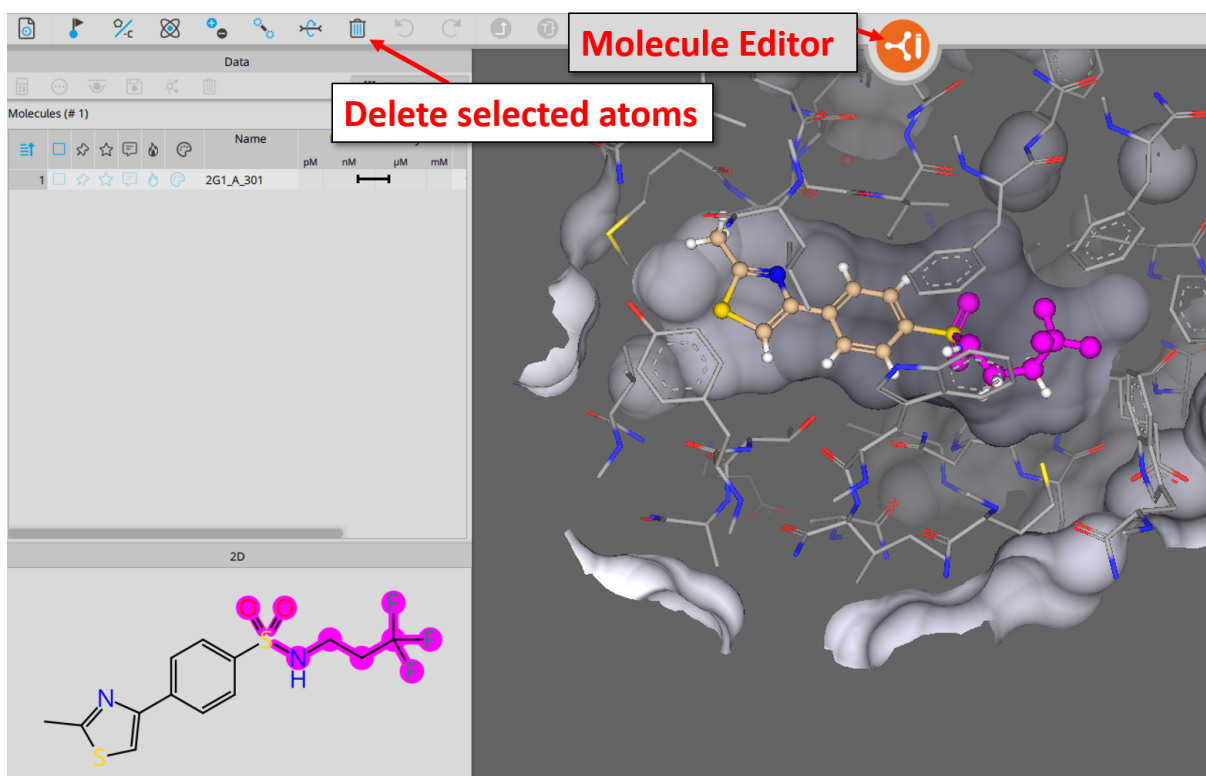 -C
Molecule Editor
Data
Delete selected atoms
Molecules (# 1)
Name
pM nM µM mM
1 2G1_A_301
2D
O O F
S F
N F
H
N
S